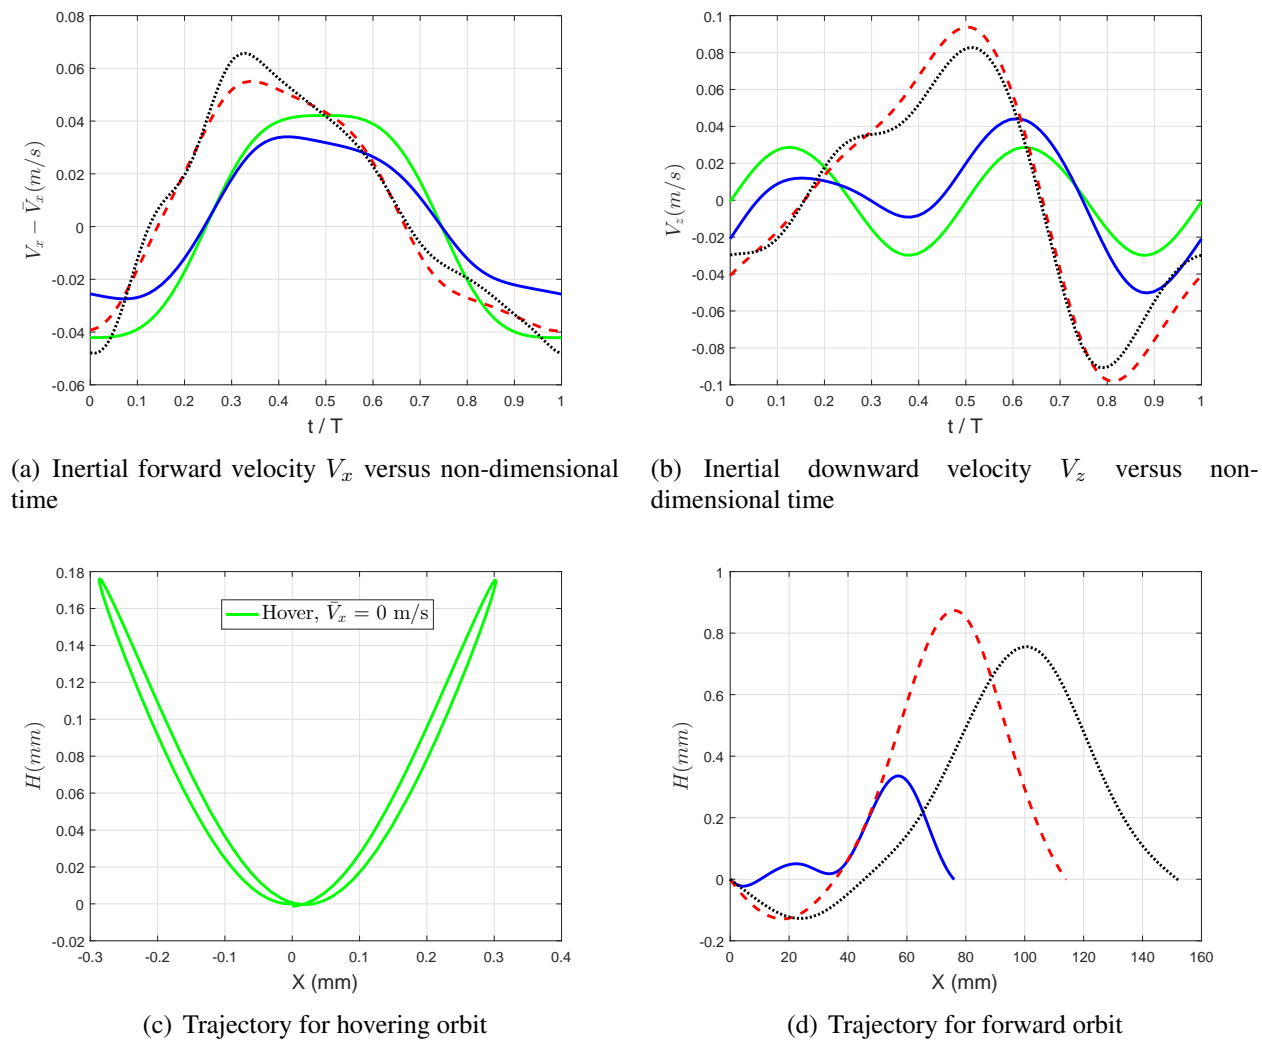 0.08
0.06
0.04
0.02
0
-0.02
-0.04
-0.06
V_x − V̄_x(m/s)
0 0.1 0.2 0.3 0.4 0.5 0.6 0.7 0.8 0.9 1
t / T
0.1
0.08
0.06
0.04
0.02
0
-0.02
-0.04
-0.06
-0.08
-0.1
V_z(m/s)
0 0.1 0.2 0.3 0.4 0.5 0.6 0.7 0.8 0.9 1
t / T
(a) Inertial forward velocity V_x versus non-dimensional
time
(b) Inertial downward velocity V_z versus non-
dimensional time
0.18
0.16
0.14
0.12
0.1
0.08
0.06
0.04
0.02
0
-0.02
H(mm)
Hover, V̄_x = 0 m/s
-0.3 -0.2 -0.1 0 0.1 0.2 0.3 0.4
X (mm)
1
0.8
0.6
0.4
0.2
0
-0.2
H(mm)
0 20 40 60 80 100 120 140 160
X (mm)
(c) Trajectory for hovering orbit
(d) Trajectory for forward orbit